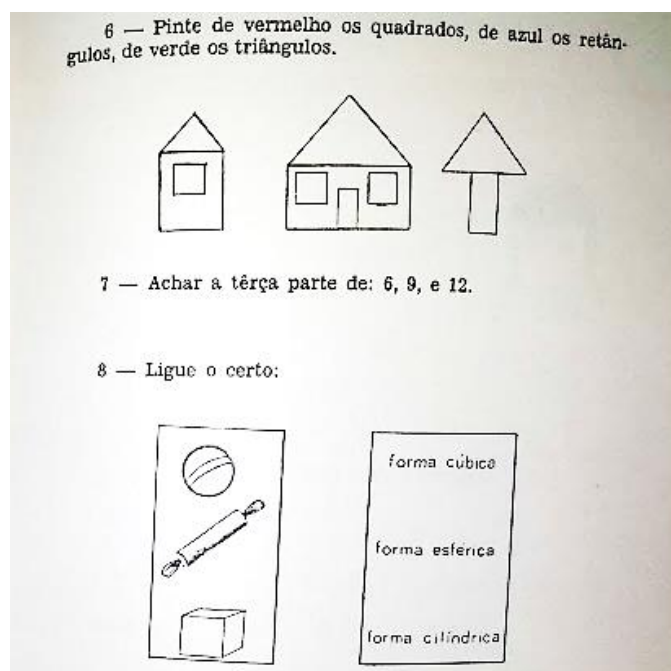 6 — Pinte de vermelho os quadrados, de azul os retân-
gulos, de verde os triângulos.
7 — Achar a têrça parte de: 6, 9, e 12.
8 — Ligue o certo:
forma cúbica
forma esférica
forma cilíndrica